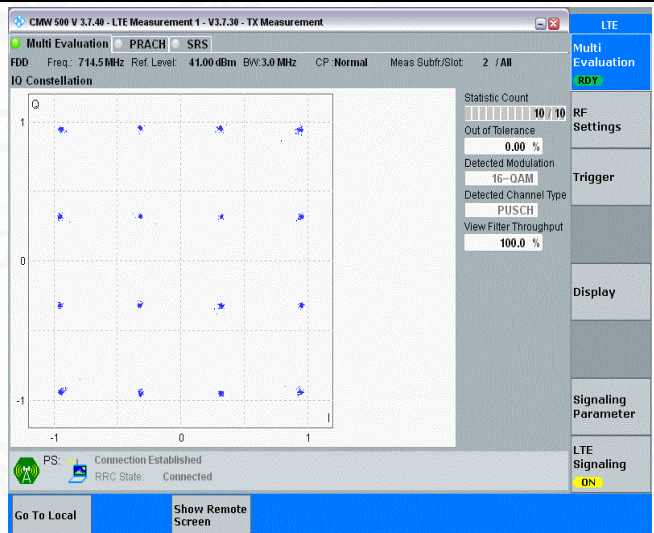 CMW 500 V 3.7.40 - LTE Measurement 1 - V3.7.30 - TX Measurement
LTE
Multi Evaluation PRACH SRS
FDD Freq.: 714.5 MHz Ref. Level: 41.00 dBm BW: 3.0 MHz CP :Normal Meas Subfr/Slot: 2 / All
IQ Constellation
Q
1
0
-1
I
-1 0 1
Statistic Count
10 / 10
Out of Tolerance
0.00 %
Detected Modulation
16-QAM
Detected Channel Type
PUSCH
View Filter Throughput
100.0 %
Multi
Evaluation
RDY
RF
Settings
Trigger
Display
Signaling
Parameter
LTE
Signaling
ON
PS: Connection Established
RRC State: Connected
Go To Local
Show Remote
Screen